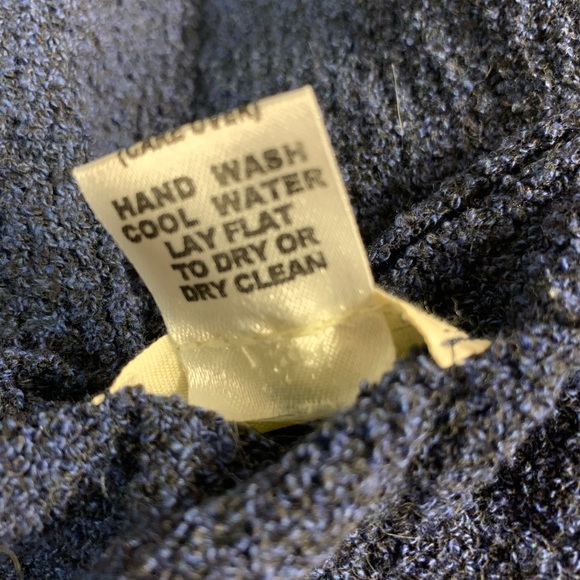 (CARE OVER)
HAND WASH
COOL WATER
LAY FLAT
TO DRY OR
DRY CLEAN